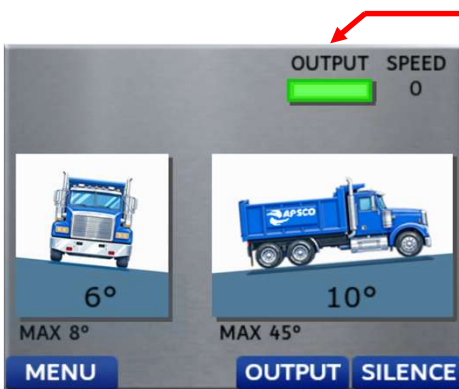 OUTPUT SPEED
0
APSCO
6° 10°
MAX 8° MAX 45°
MENU OUTPUT SILENCE